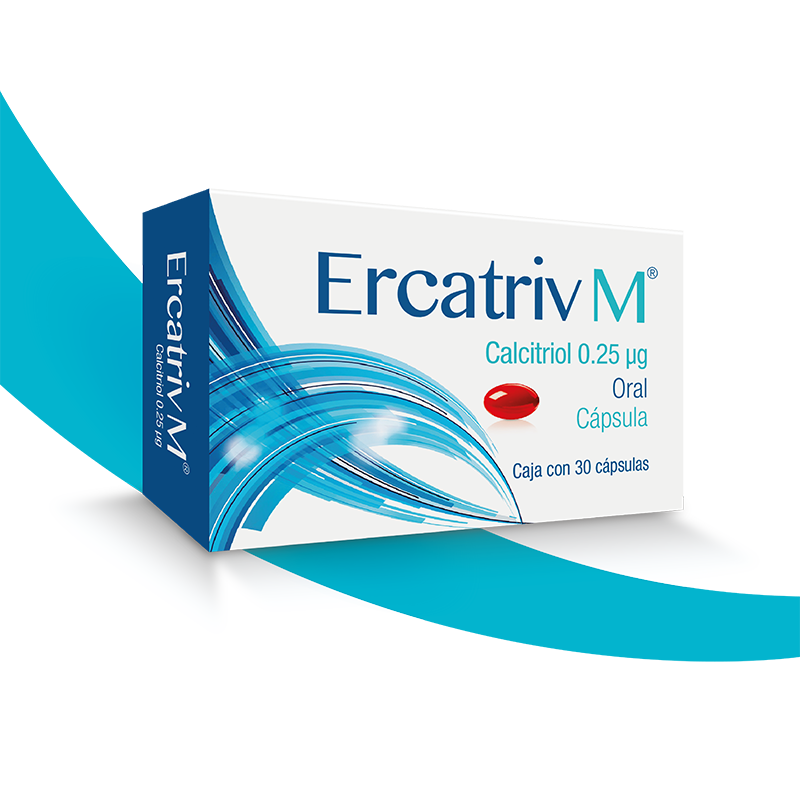 Ercatriv M®
Calcitriol 0.25 µg
Ercatriv M®
Calcitriol 0.25 µg
Oral
Cápsula
Caja con 30 cápsulas